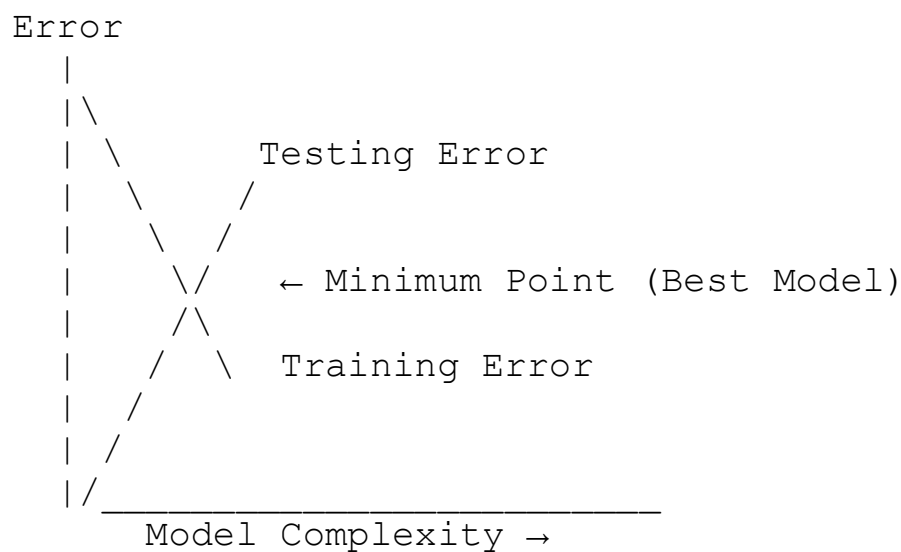 Error
Testing Error
← Minimum Point (Best Model)
Training Error
Model Complexity →